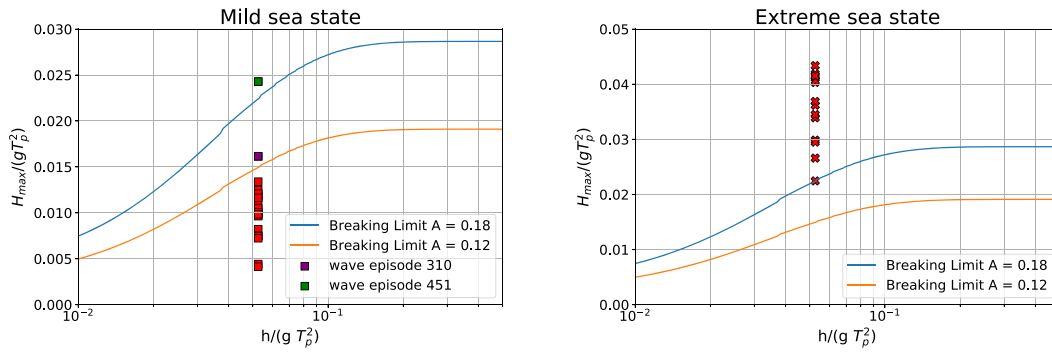 Mild sea state
0.030
0.025
0.020
0.015
0.010
0.005
0.000
H_max/(gT_p^2)
Breaking Limit A = 0.18
Breaking Limit A = 0.12
wave episode 310
wave episode 451
10^-2
10^-1
h/(g T_p^2)
Extreme sea state
0.05
0.04
0.03
0.02
0.01
0.00
H_max/(gT_p^2)
Breaking Limit A = 0.18
Breaking Limit A = 0.12
10^-2
10^-1
h/(g T_p^2)